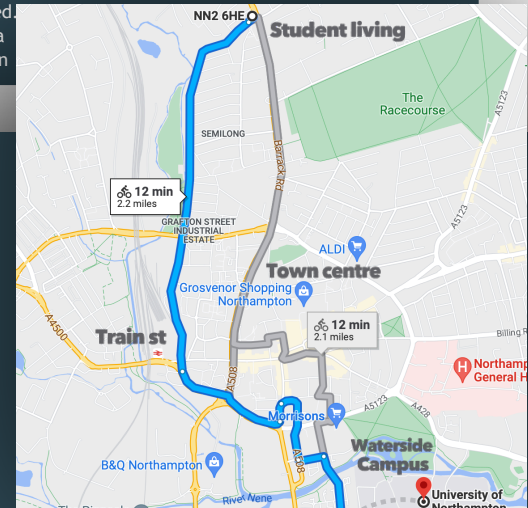 ed.
a
n
NN2 6HE
Student living
The
Racecourse
A5123
SEMILONG
Barrack Rd
12 min
2.2 miles
GRAFTON STREET
INDUSTRIAL
ESTATE
A5123
ALDI
Town centre
Grosvenor Shopping
Northampton
A4500
Train st
12 min
2.1 miles
Billing R
Northamp
General H
A508
A5123
A428
Morrisons
Waterside
Campus
A508
B&Q Northampton
River Nene
University of
Northampton